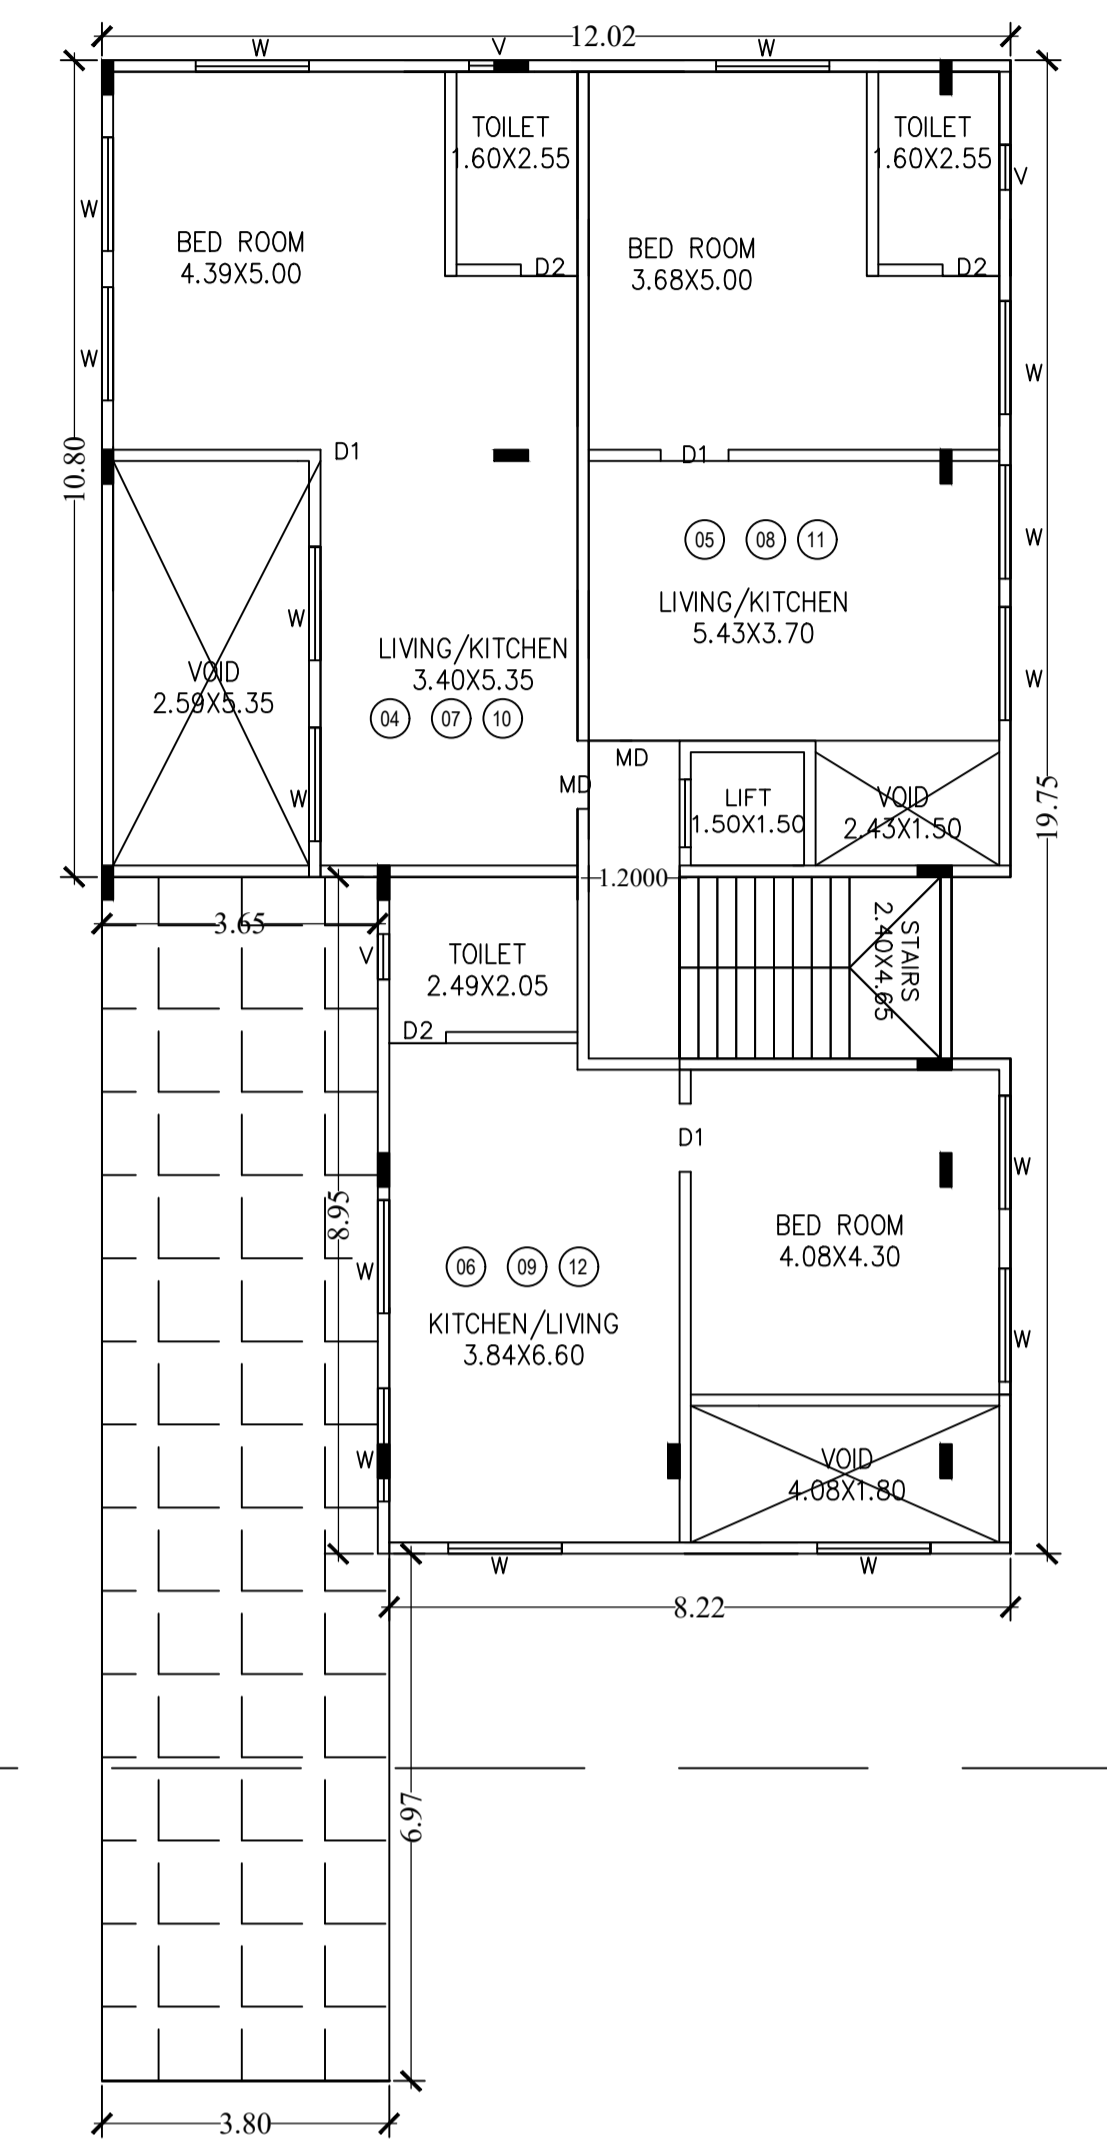 12.02
W
V
W
TOILET
1.60X2.55
TOILET
1.60X2.55
V
W
BED ROOM
4.39X5.00
BED ROOM
3.68X5.00
D2
D2
W
W
10.80
D1
D1
05 08 11
W
LIVING/KITCHEN
5.43X3.70
W
LIVING/KITCHEN
3.40X5.35
W
VOID
2.59X5.35
04 07 10
W
MD
MD
W
LIFT
1.50X1.50
VOID
2.43X1.50
19.75
1.2000
3.65
V
TOILET
2.49X2.05
STAIRS
2.40X4.65
D2
D1
W
8.95
BED ROOM
4.08X4.30
W
06 09 12
KITCHEN/LIVING
3.84X6.60
W
W
VOID
4.08X1.80
W
W
8.22
6.97
3.80